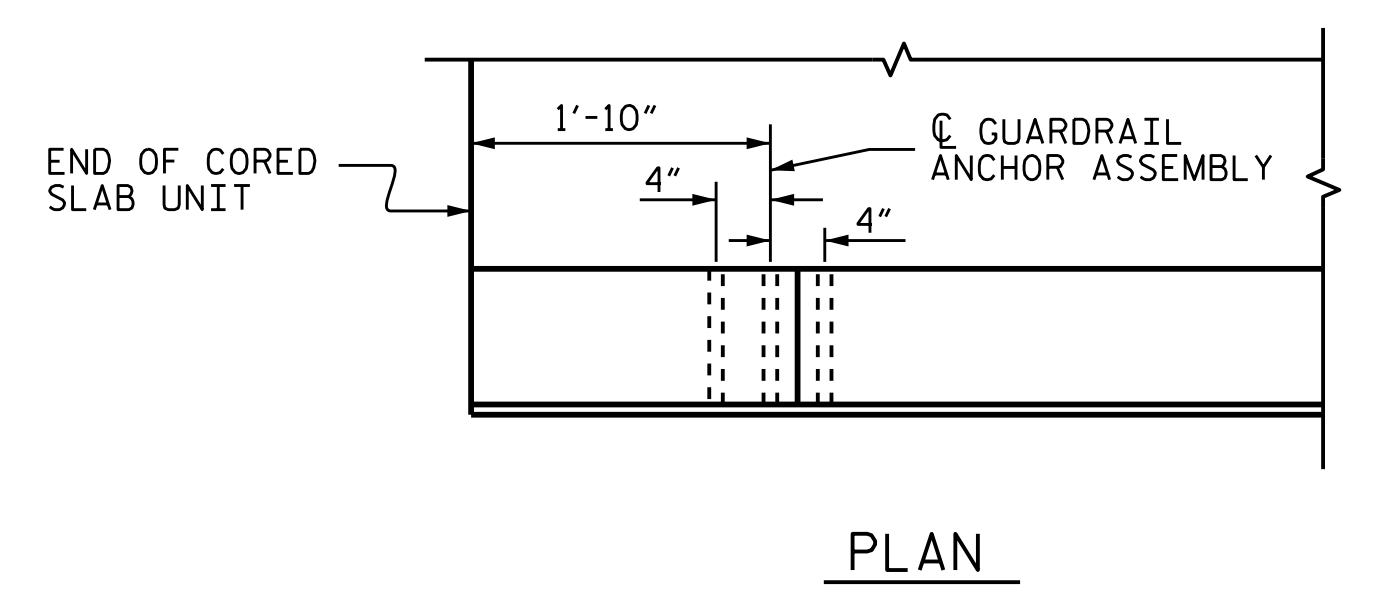 1'-10"
℄ GUARDRAIL
ANCHOR ASSEMBLY
END OF CORED
SLAB UNIT
4"
4"
PLAN